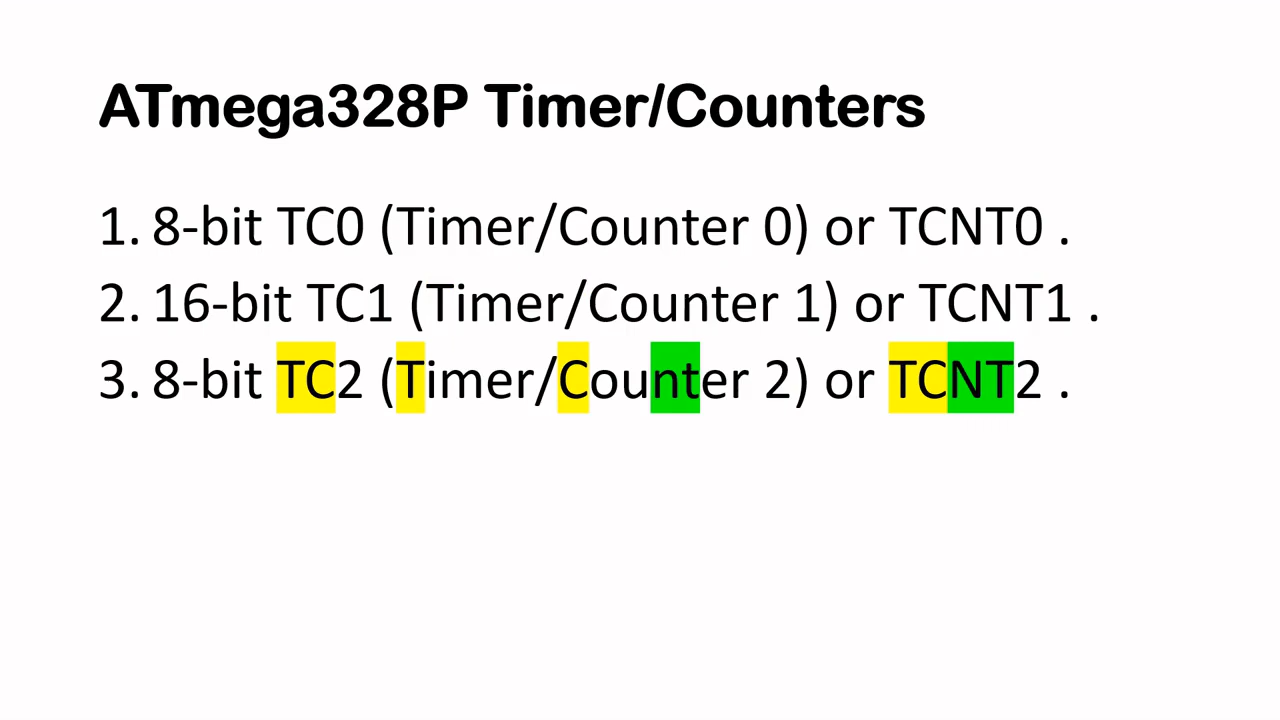 ATmega328P Timer/Counters
1. 8-bit TC0 (Timer/Counter 0) or TCNT0 .
2. 16-bit TC1 (Timer/Counter 1) or TCNT1 .
3. 8-bit TC2 (Timer/Counter 2) or TCNT2 .